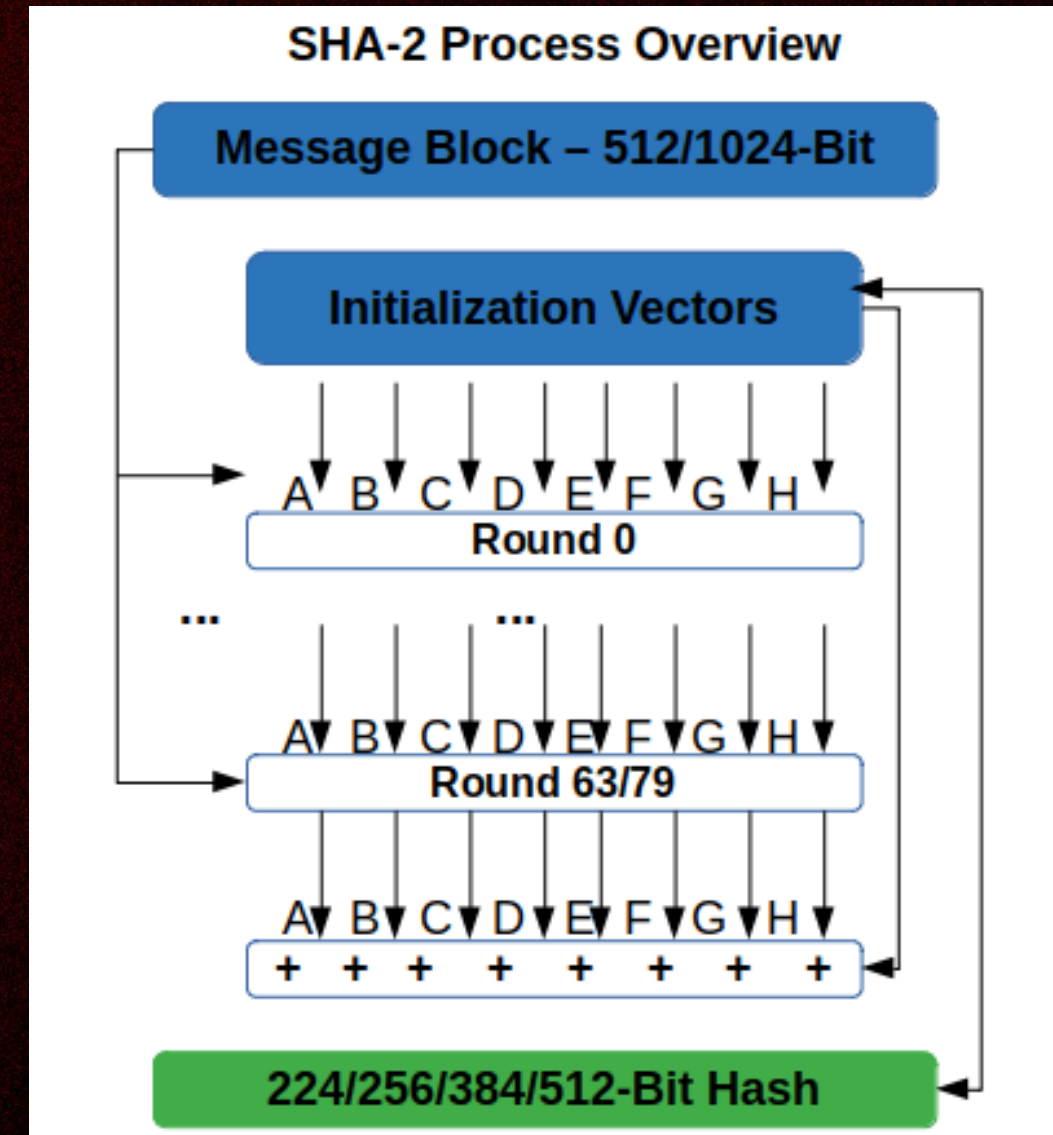 SHA-2 Process Overview
Message Block – 512/1024-Bit
Initialization Vectors
A B C D E F G H
Round 0
... ...
A B C D E F G H
Round 63/79
A B C D E F G H
+ + + + + + + +
224/256/384/512-Bit Hash